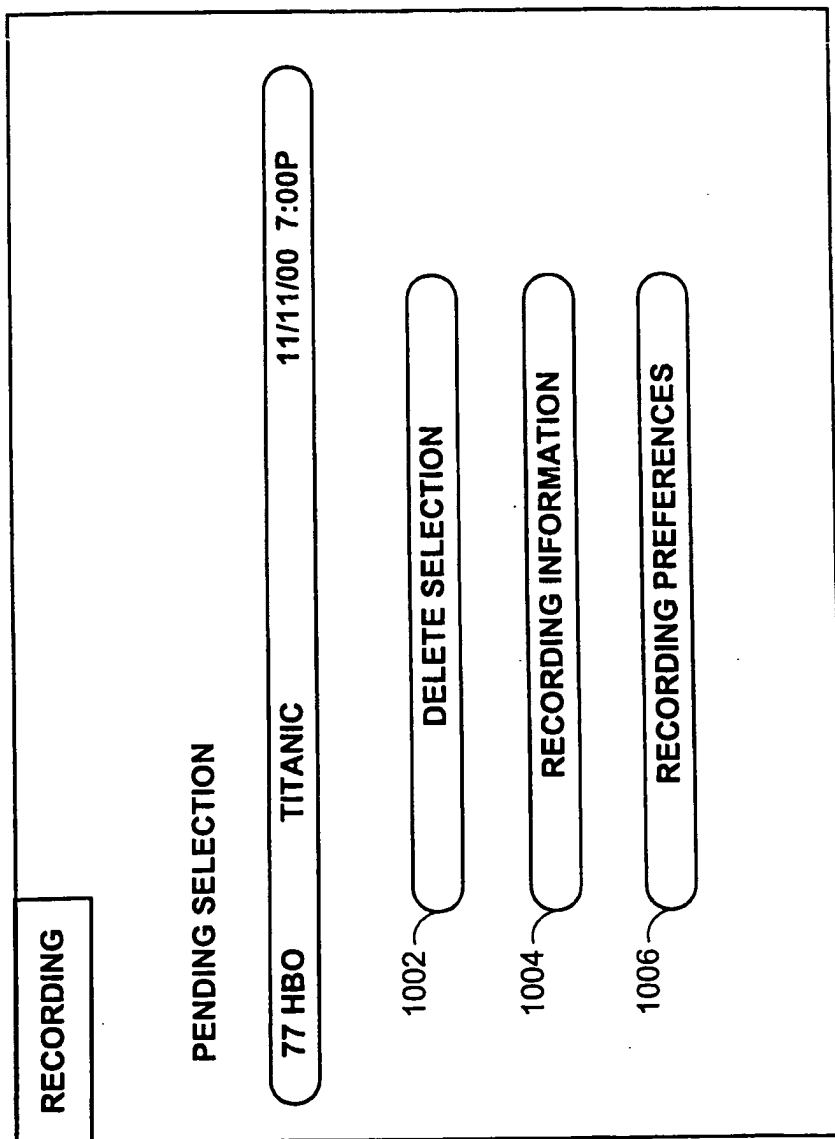 RECORDING
PENDING SELECTION
77 HBO TITANIC 11/11/00 7:00P
1002 DELETE SELECTION
1004 RECORDING INFORMATION
1006 RECORDING PREFERENCES